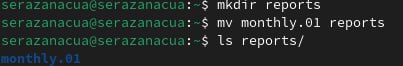 serazanacua@serazanacua:~$ mkdir reports
serazanacua@serazanacua:~$ mv monthly.01 reports
serazanacua@serazanacua:~$ ls reports/
monthly.01